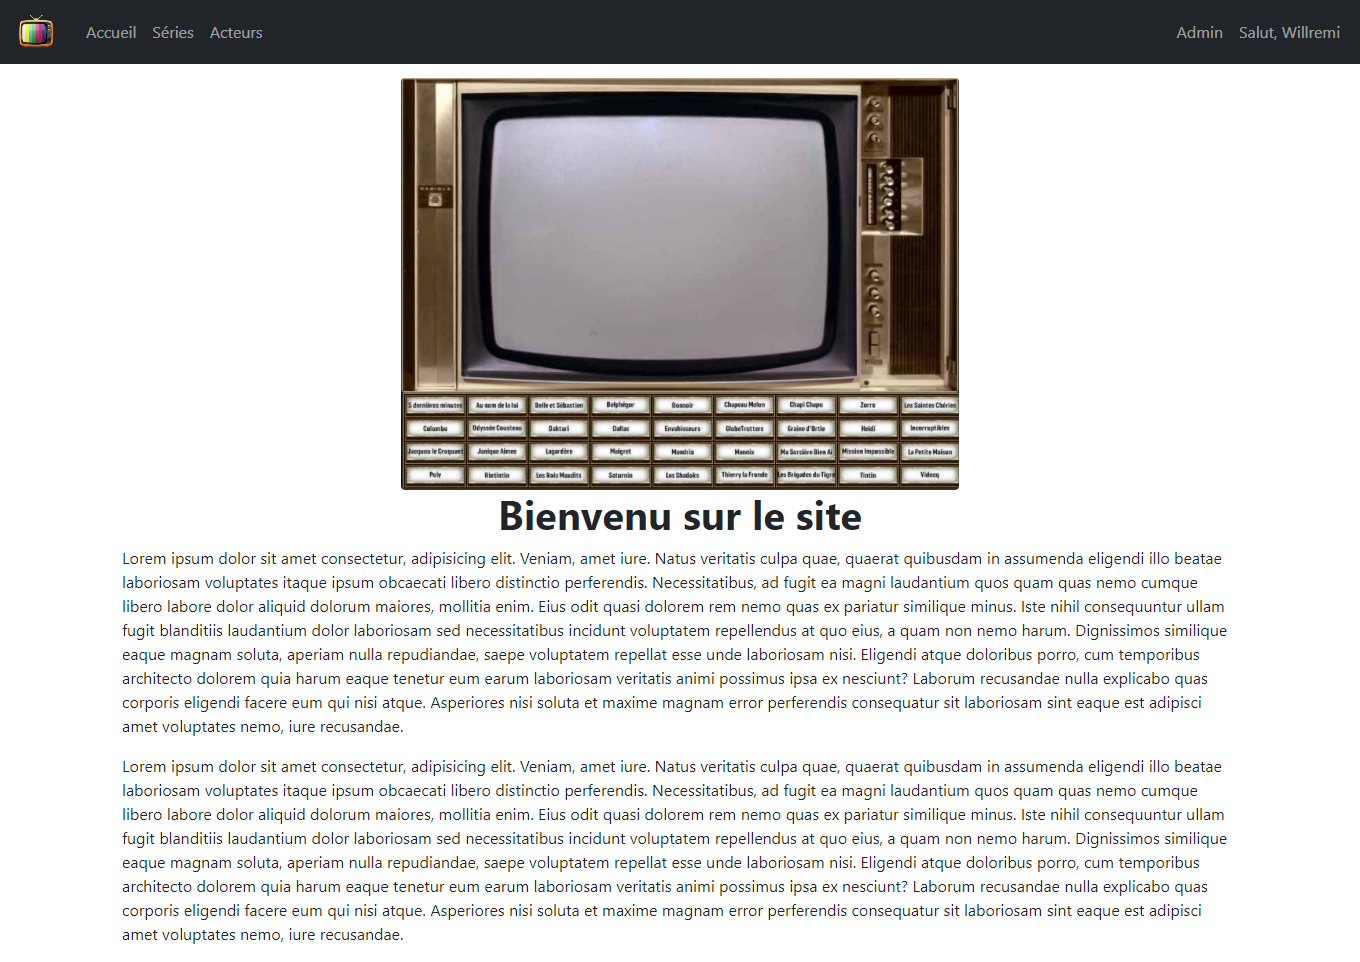 Accueil Séries Acteurs Admin Salut, Willremi
5 dernières minutes Au nom de la loi Belle et Sébastien Belphégor Bonsoir Chapeau Melon Chapi Chapo Zorro Les Saintes Chéries
Colombo Odyssée Cousteau Daktari Dallas Envahisseurs GlobeTrotters Graine d'Ortie Heidi Incorruptibles
Jacquou le Croquant Janique Aimee Lagardère Maigret Mandrin Mannix Ma Sorcière Bien Ai Mission Impossible La Petite Maison
Poly Rintintin Les Rois Maudits Saturnin Les Shadoks Thierry la Fronde Les Brigades du Tigre Tintin Vidocq
Bienvenu sur le site
Lorem ipsum dolor sit amet consectetur, adipisicing elit. Veniam, amet iure. Natus veritatis culpa quae, quaerat quibusdam in assumenda eligendi illo beatae
laboriosam voluptates itaque ipsum obcaecati libero distinctio perferendis. Necessitatibus, ad fugit ea magni laudantium quos quam quas nemo cumque
libero labore dolor aliquid dolorum maiores, mollitia enim. Eius odit quasi dolorem rem nemo quas ex pariatur similique minus. Iste nihil consequuntur ullam
fugit blanditiis laudantium dolor laboriosam sed necessitatibus incidunt voluptatem repellendus at quo eius, a quam non nemo harum. Dignissimos similique
eaque magnam soluta, aperiam nulla repudiandae, saepe voluptatem repellat esse unde laboriosam nisi. Eligendi atque doloribus porro, cum temporibus
architecto dolorem quia harum eaque tenetur eum earum laboriosam veritatis animi possimus ipsa ex nesciunt? Laborum recusandae nulla explicabo quas
corporis eligendi facere eum qui nisi atque. Asperiores nisi soluta et maxime magnam error perferendis consequatur sit laboriosam sint eaque est adipisci
amet voluptates nemo, iure recusandae.
Lorem ipsum dolor sit amet consectetur, adipisicing elit. Veniam, amet iure. Natus veritatis culpa quae, quaerat quibusdam in assumenda eligendi illo beatae
laboriosam voluptates itaque ipsum obcaecati libero distinctio perferendis. Necessitatibus, ad fugit ea magni laudantium quos quam quas nemo cumque
libero labore dolor aliquid dolorum maiores, mollitia enim. Eius odit quasi dolorem rem nemo quas ex pariatur similique minus. Iste nihil consequuntur ullam
fugit blanditiis laudantium dolor laboriosam sed necessitatibus incidunt voluptatem repellendus at quo eius, a quam non nemo harum. Dignissimos similique
eaque magnam soluta, aperiam nulla repudiandae, saepe voluptatem repellat esse unde laboriosam nisi. Eligendi atque doloribus porro, cum temporibus
architecto dolorem quia harum eaque tenetur eum earum laboriosam veritatis animi possimus ipsa ex nesciunt? Laborum recusandae nulla explicabo quas
corporis eligendi facere eum qui nisi atque. Asperiores nisi soluta et maxime magnam error perferendis consequatur sit laboriosam sint eaque est adipisci
amet voluptates nemo, iure recusandae.